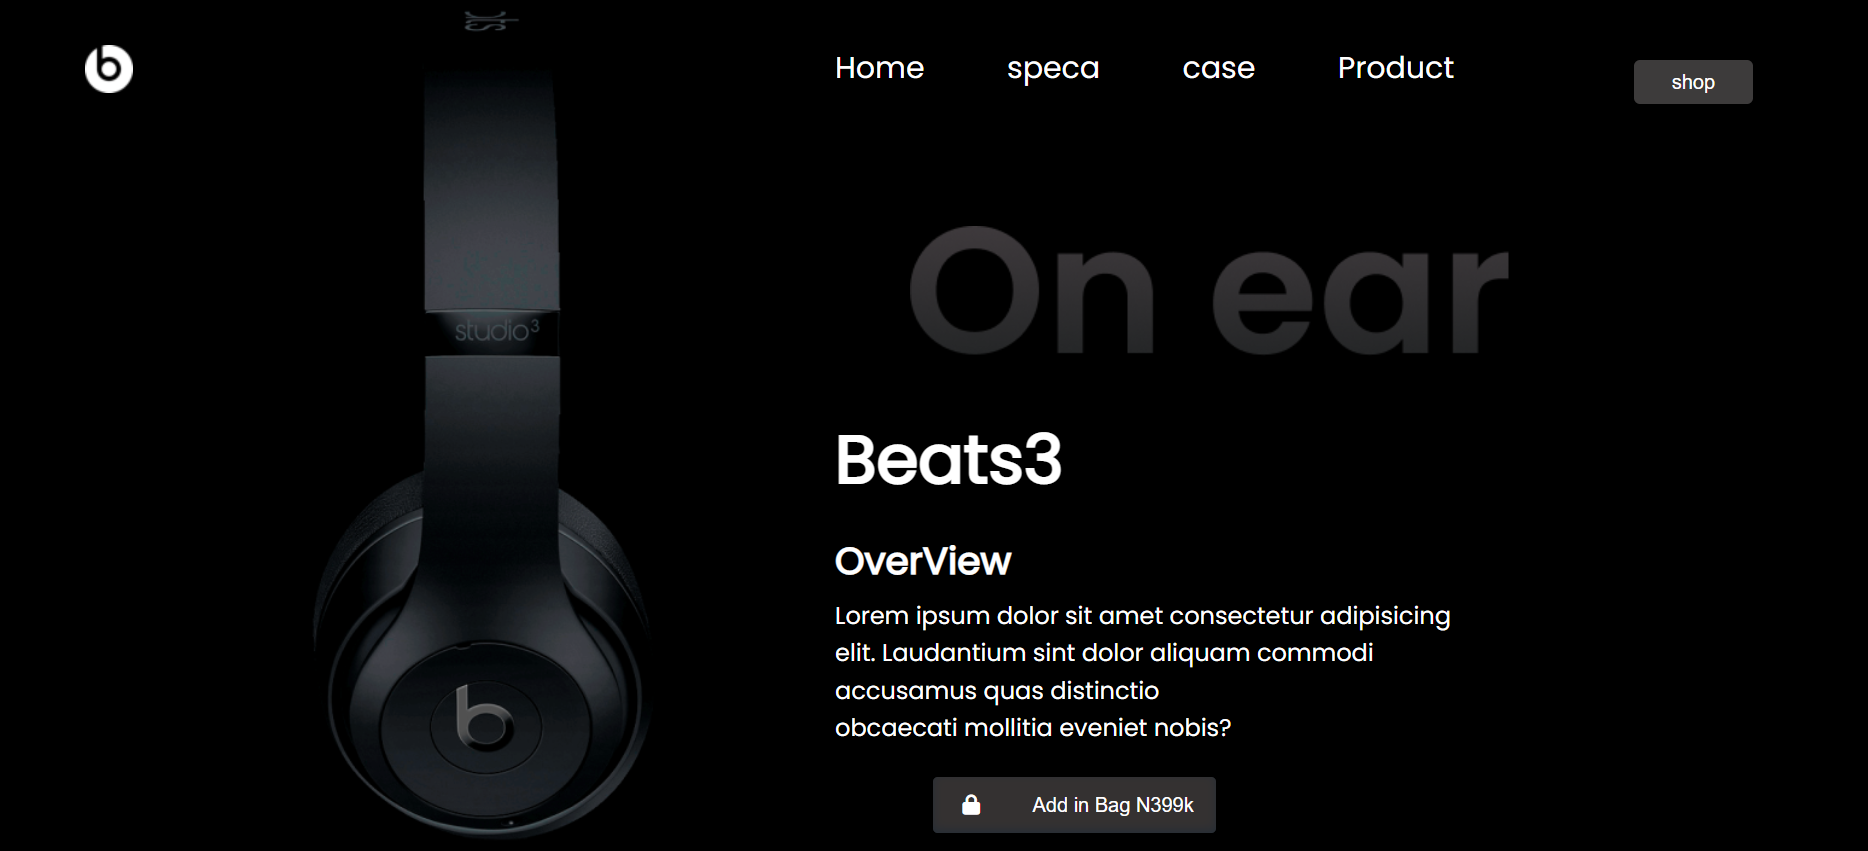 b
Home speca case Product shop
On ear
studio3
Beats3
OverView
Lorem ipsum dolor sit amet consectetur adipisicing
elit. Laudantium sint dolor aliquam commodi
accusamus quas distinctio
obcaecati mollitia eveniet nobis?
b
Add in Bag N399k